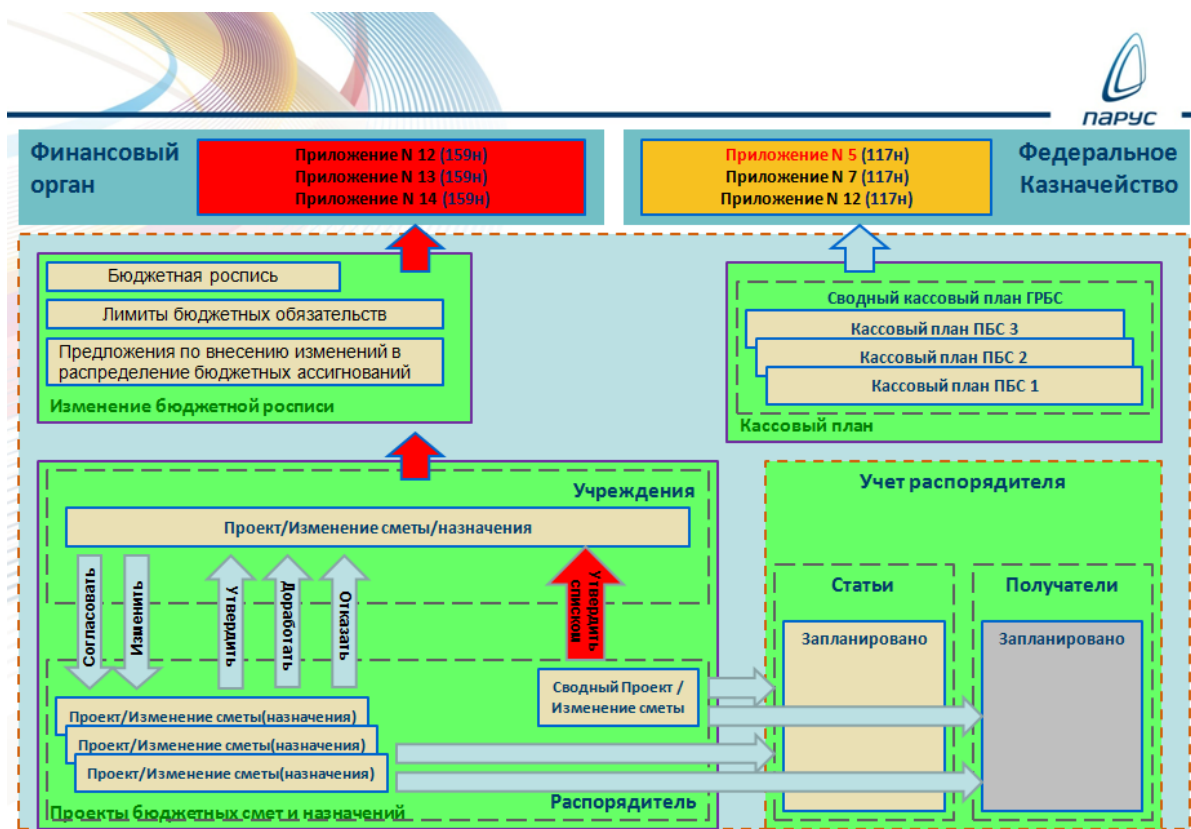 парус
Финансовый
орган
Приложение N 12 (159н)
Приложение N 13 (159н)
Приложение N 14 (159н)
Приложение N 5 (117н)
Приложение N 7 (117н)
Приложение N 12 (117н)
Федеральное
Казначейство
Бюджетная роспись
Лимиты бюджетных обязательств
Предложения по внесению изменений в
распределение бюджетных ассигнований
Изменение бюджетной росписи
Сводный кассовый план ГРБС
Кассовый план ПБС 3
Кассовый план ПБС 2
Кассовый план ПБС 1
Кассовый план
Учреждения
Проект/Изменение сметы/назначения
Согласовать
Изменить
Утвердить
Доработать
Отказать
Утвердить
списком
Сводный Проект /
Изменение сметы
Проект/Изменение сметы(назначения)
Проект/Изменение сметы(назначения)
Проект/Изменение сметы(назначения)
Распорядитель
Проекты бюджетных смет и назначений
Учет распорядителя
Статьи
Запланировано
Получатели
Запланировано